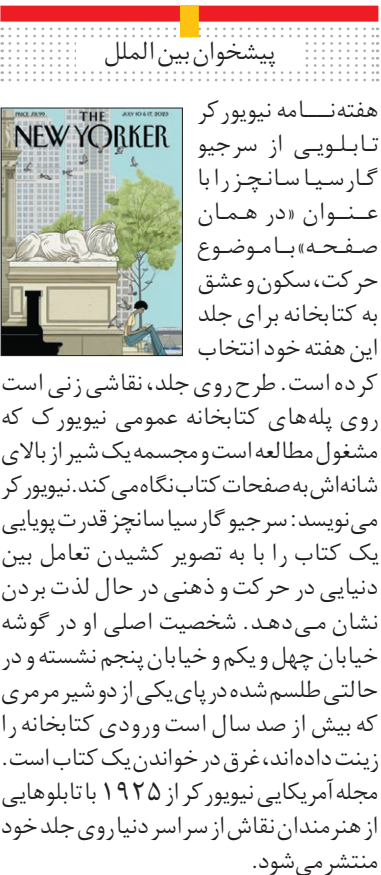 پیشخوان بین الملل
هفته‌نامه نیویورکر
تابلویی از سرجیو
گارسیا سانچز را با
عنوان «در همان
صفحه» با موضوع
حرکت، سکون و عشق
به کتابخانه برای جلد
این هفته خود انتخاب
PRICE $8.99
THE
JULY 10 & 17, 2023
NEW YORKER
کرده است. طرح روی جلد، نقاشی زنی است
روی پله‌های کتابخانه عمومی نیویورک که
مشغول مطالعه است و مجسمه یک شیر از بالای
شانه‌اش به صفحات کتاب نگاه می‌کند. نیویورکر
می‌نویسد: سرجیو گارسیا سانچز قدرت پویایی
یک کتاب را با به تصویر کشیدن تعامل بین
دنیایی در حرکت و ذهنی در حال لذت بردن
نشان می‌دهد. شخصیت اصلی او در گوشه
خیابان چهل و یکم و خیابان پنجم نشسته و در
حالتی طلسم شده در پای یکی از دو شیر مرمری
که بیش از صد سال است ورودی کتابخانه را
زینت داده‌اند، غرق در خواندن یک کتاب است.
مجله آمریکایی نیویورکر از ۱۹۲۵ با تابلوهایی
از هنرمندان نقاش از سراسر دنیا روی جلد خود
منتشر می‌شود.